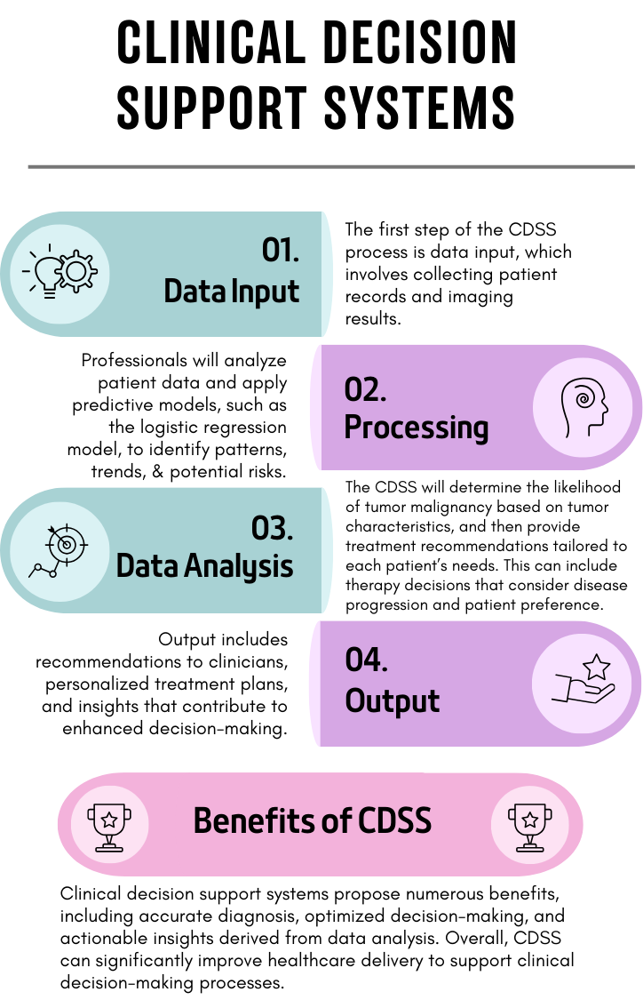 CLINICAL DECISION
SUPPORT SYSTEMS
01.
Data Input
The first step of the CDSS
process is data input, which
involves collecting patient
records and imaging
results.
Professionals will analyze
patient data and apply
predictive models, such as
the logistic regression
model, to identify patterns,
trends, & potential risks.
02.
Processing
03.
Data Analysis
The CDSS will determine the likelihood
of tumor malignancy based on tumor
characteristics, and then provide
treatment recommendations tailored to
each patient's needs. This can include
therapy decisions that consider disease
progression and patient preference.
Output includes
recommendations to clinicians,
personalized treatment plans,
and insights that contribute to
enhanced decision-making.
04.
Output
Benefits of CDSS
Clinical decision support systems propose numerous benefits,
including accurate diagnosis, optimized decision-making, and
actionable insights derived from data analysis. Overall, CDSS
can significantly improve healthcare delivery to support clinical
decision-making processes.